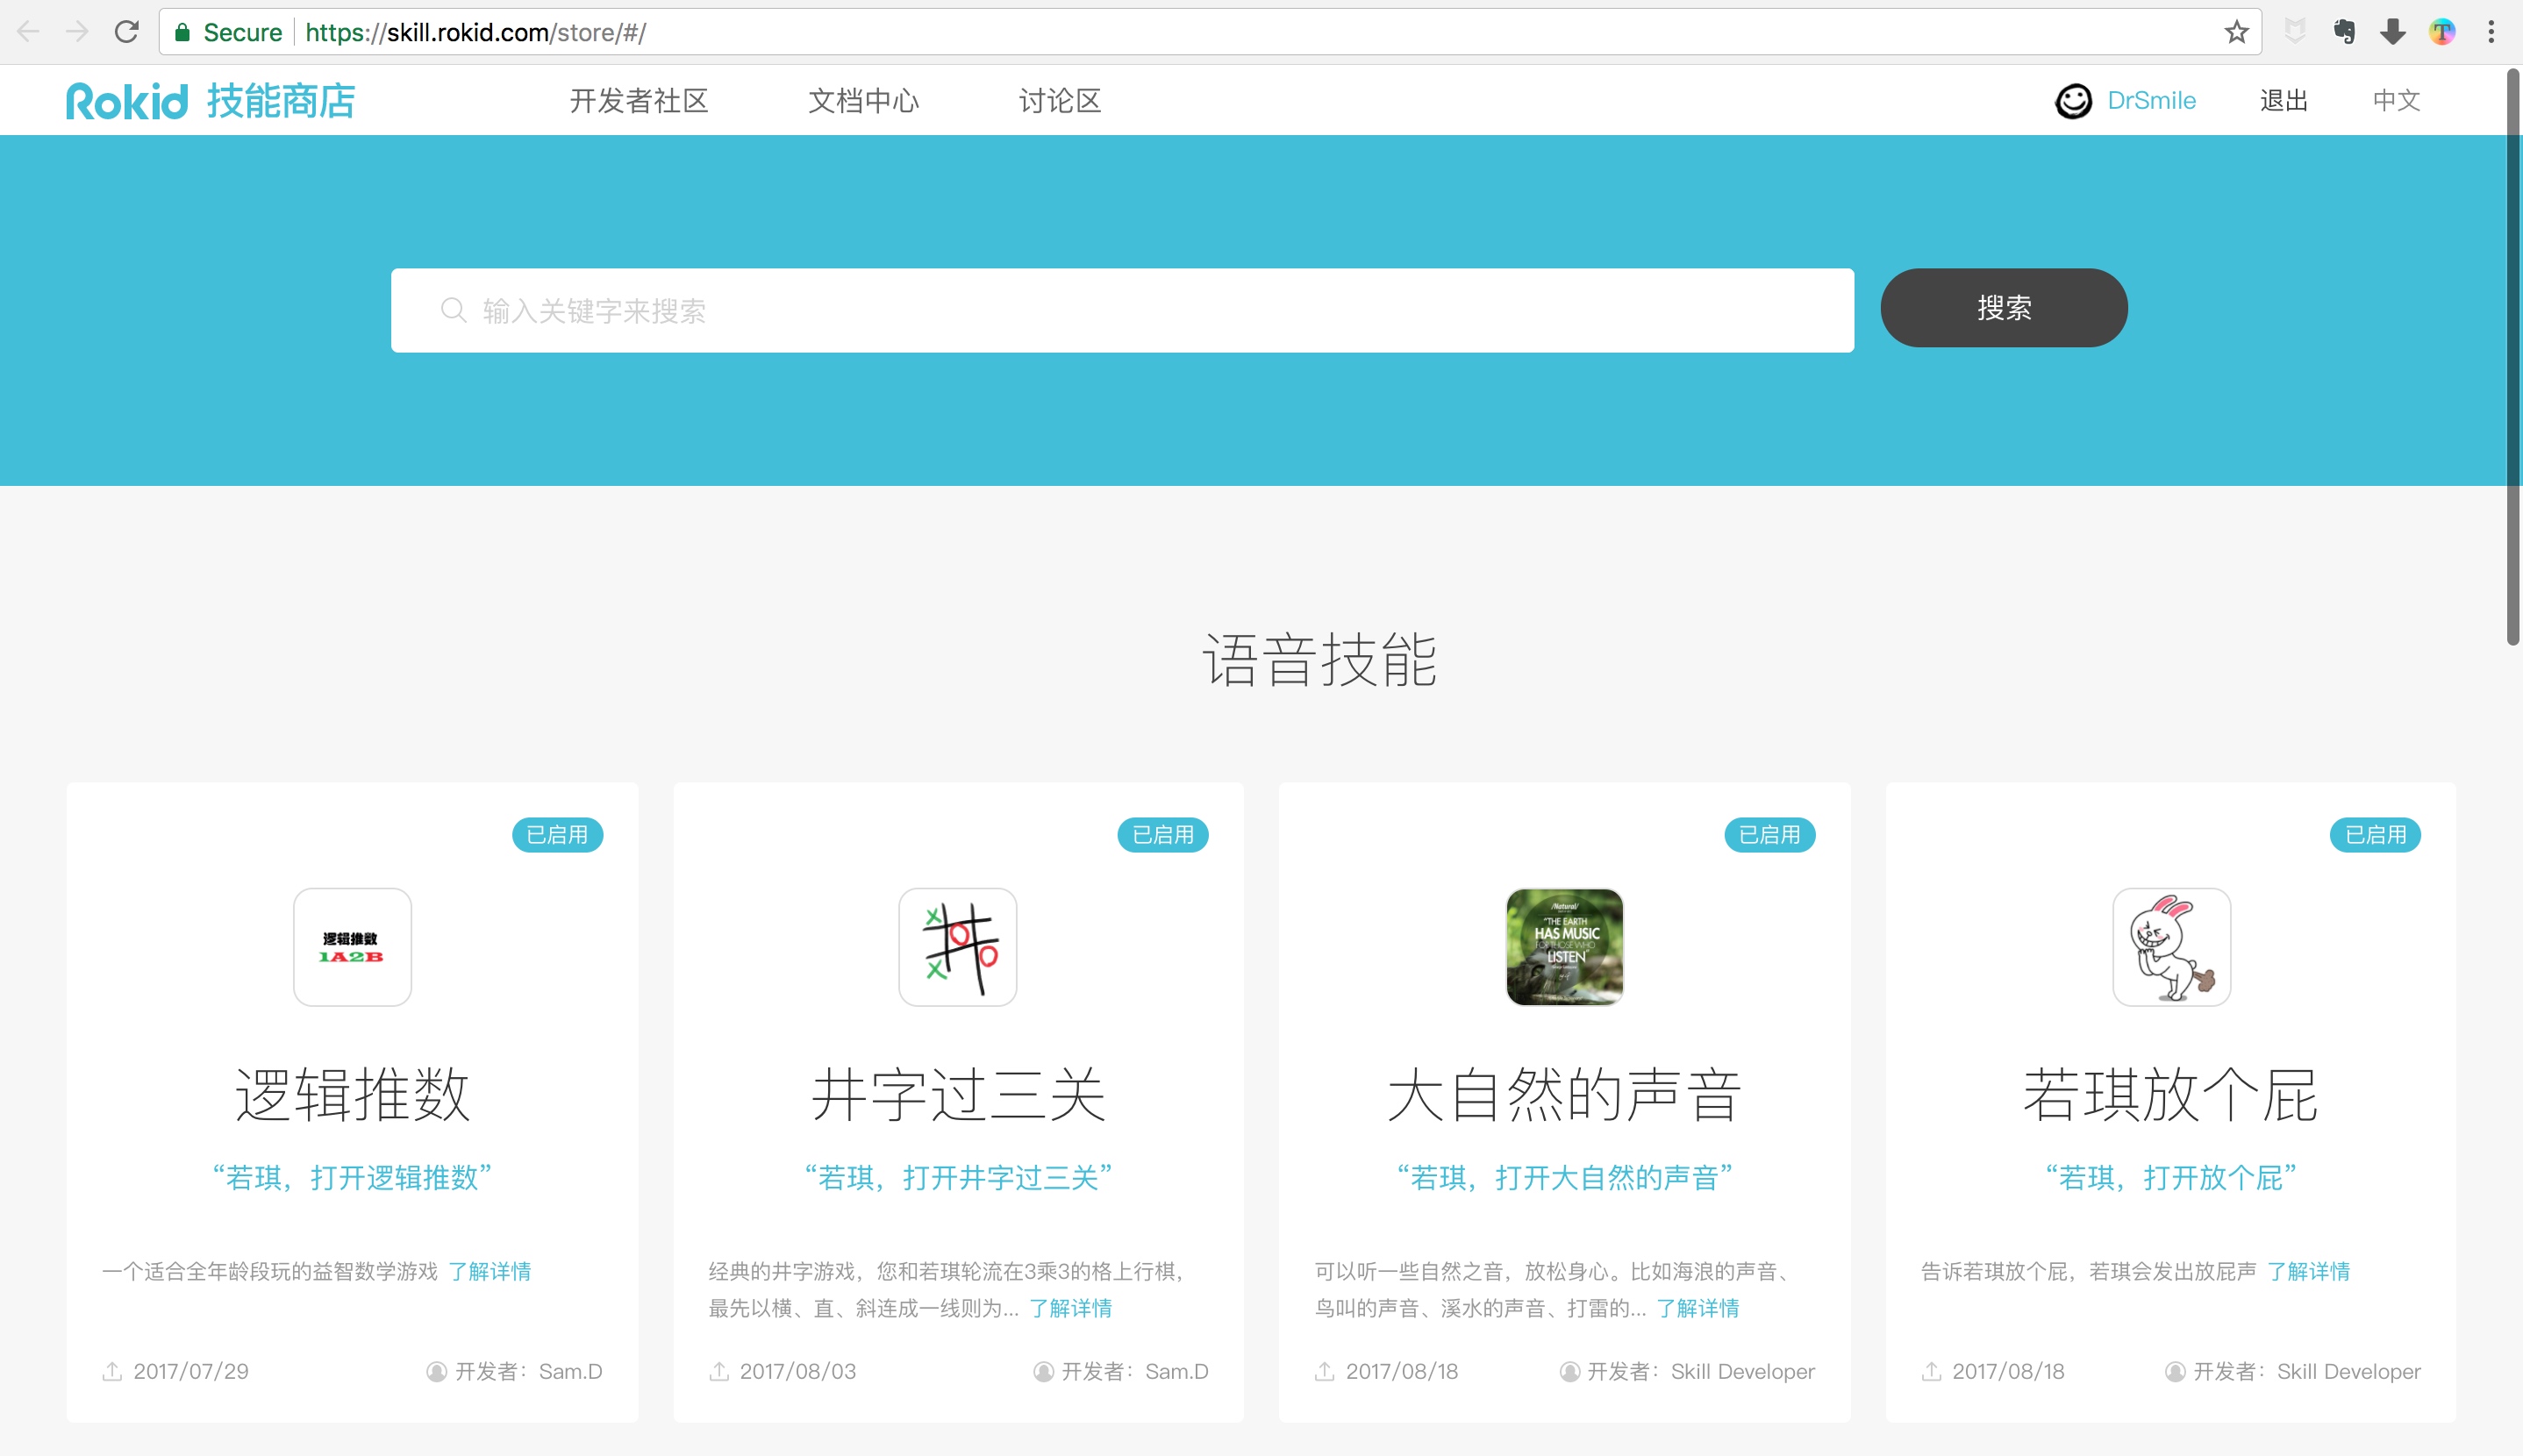 Secure https://skill.rokid.com/store/#/
Rokid 技能商店 开发者社区 文档中心 讨论区 DrSmile 退出 中文
输入关键字来搜索 搜索
语音技能
已启用
逻辑推数
1A2B
逻辑推数
“若琪，打开逻辑推数”
一个适合全年龄段玩的益智数学游戏 了解详情
2017/07/29 开发者：Sam.D
已启用
井字过三关
“若琪，打开井字过三关”
经典的井字游戏，您和若琪轮流在3乘3的格上行棋，
最先以横、直、斜连成一线则为... 了解详情
2017/08/03 开发者：Sam.D
已启用
/Natural/
“THE EARTH
HAS MUSIC
FOR THOSE WHO
LISTEN”
大自然的声音
“若琪，打开大自然的声音”
可以听一些自然之音，放松身心。比如海浪的声音、
鸟叫的声音、溪水的声音、打雷的... 了解详情
2017/08/18 开发者：Skill Developer
已启用
若琪放个屁
“若琪，打开放个屁”
告诉若琪放个屁，若琪会发出放屁声 了解详情
2017/08/18 开发者：Skill Developer